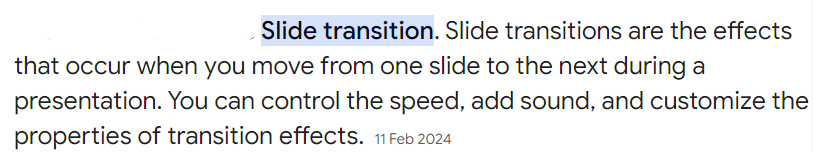 Slide transition. Slide transitions are the effects
that occur when you move from one slide to the next during a
presentation. You can control the speed, add sound, and customize the
properties of transition effects. 11 Feb 2024